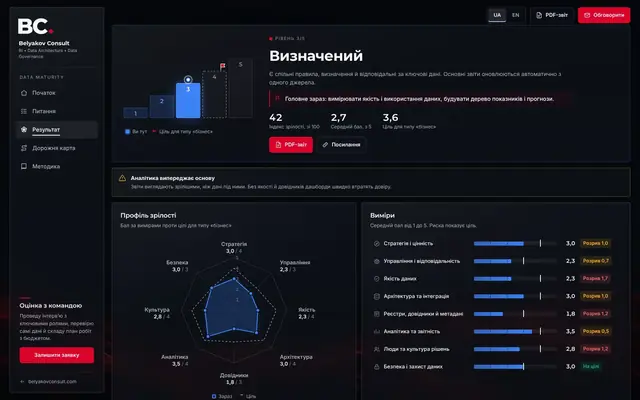 BC.
Belyakov Consult
BI • Data Architecture • Data Governance
DATA MATURITY
Початок
Питання
Результат
Дорожня карта
Методика
Оцінка з командою
Проведу інтерв'ю з ключовими ролями, перевірю самі дані й складу план робіт з бюджетом.
Залишити заявку
← belyakovconsult.com
UA EN
PDF-звіт
Обговорити
1 2 3 4 5
Ви тут
Ціль для типу «бізнес»
РІВЕНЬ 3/5
Визначений
Є спільні правила, визначення й відповідальні за ключові дані. Основні звіти оновлюються автоматично з одного джерела.
Головне зараз: вимірювати якість і використання даних, будувати дерево показників і прогнози.
42
Індекс зрілості, зі 100
2,7
Середній бал, з 5
3,6
Ціль для типу «бізнес»
PDF-звіт
Посилання
Аналітика випереджає основу
Звіти виглядають зрілішими, ніж дані під ними. Без якості й довідників дашборди швидко втратять довіру.
Профіль зрілості
Бал за вимірами проти цілі для типу «бізнес»
Стратегія
3,0 / 4
Управління
2,3 / 3
Якість
2,3 / 4
Архітектура
3,0 / 4
Довідники
1,8 / 3
Аналітика
3,5 / 4
Культура
2,8 / 4
Безпека
3,0 / 3
Зараз
Ціль
Виміри
Середній бал від 1 до 5. Риска показує ціль.
Стратегія і цінність 3,0 Розрив 1,0
Управління і відповідальність 2,3 Розрив 0,7
Якість даних 2,3 Розрив 1,7
Архітектура та інтеграція 3,0 Розрив 1,0
Реєстри, довідники й метадані 1,8 Розрив 1,2
Аналітика та звітність 3,5 Розрив 0,5
Люди та культура рішень 2,8 Розрив 1,2
Безпека і захист даних 3,0 На цілі